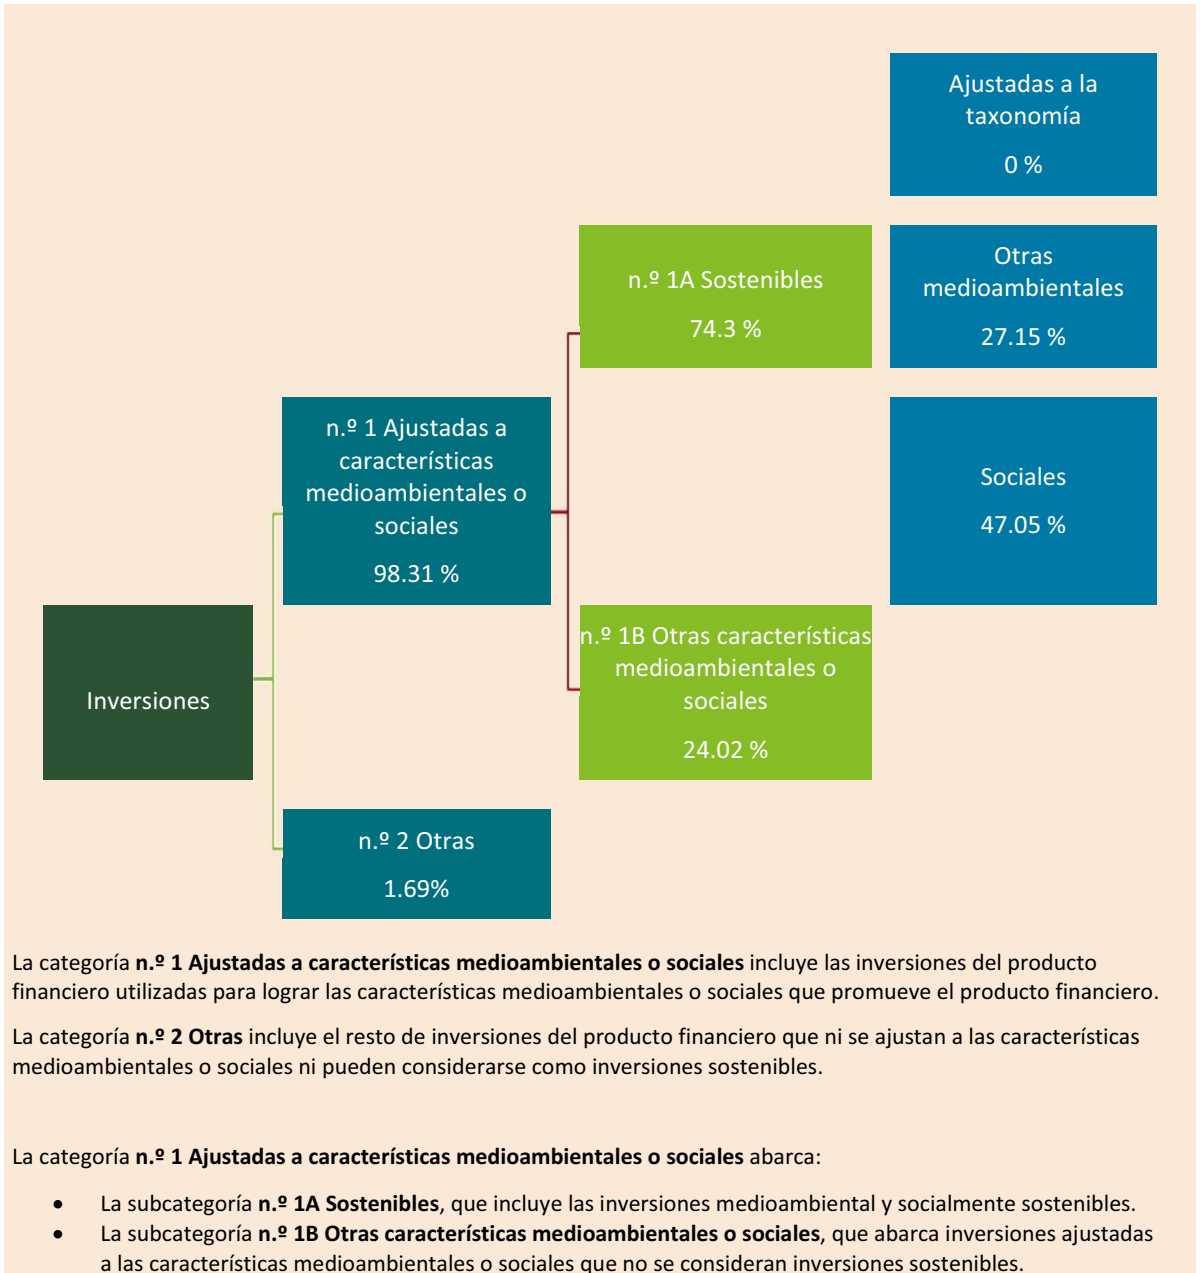 Ajustadas a la
taxonomía
0 %
n.º 1A Sostenibles
74.3 %
Otras
medioambientales
27.15 %
n.º 1 Ajustadas a
características
medioambientales o
sociales
98.31 %
Sociales
47.05 %
Inversiones
n.º 1B Otras características
medioambientales o
sociales
24.02 %
n.º 2 Otras
1.69%
La categoría n.º 1 Ajustadas a características medioambientales o sociales incluye las inversiones del producto
financiero utilizadas para lograr las características medioambientales o sociales que promueve el producto financiero.
La categoría n.º 2 Otras incluye el resto de inversiones del producto financiero que ni se ajustan a las características
medioambientales o sociales ni pueden considerarse como inversiones sostenibles.
La categoría n.º 1 Ajustadas a características medioambientales o sociales abarca:
• La subcategoría n.º 1A Sostenibles, que incluye las inversiones medioambiental y socialmente sostenibles.
• La subcategoría n.º 1B Otras características medioambientales o sociales, que abarca inversiones ajustadas
a las características medioambientales o sociales que no se consideran inversiones sostenibles.